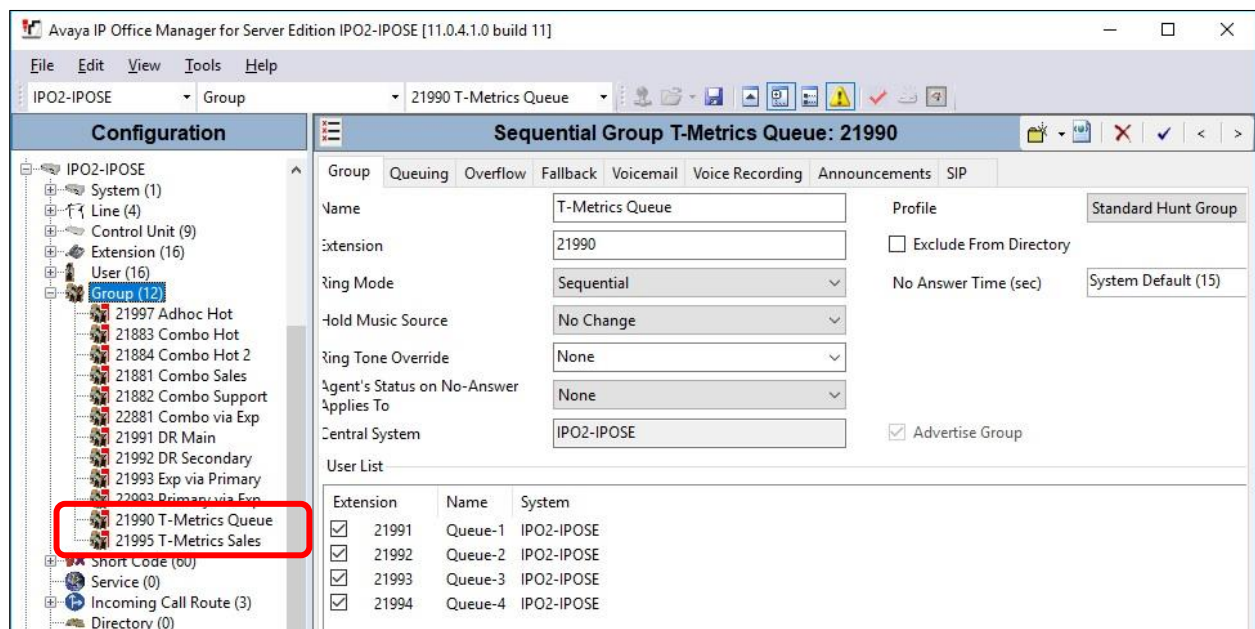 Avaya IP Office Manager for Server Edition IPO2-IPOSE [11.0.4.1.0 build 11]
File Edit View Tools Help
IPO2-IPOSE Group 21990 T-Metrics Queue
Configuration
IPO2-IPOSE
System (1)
Line (4)
Control Unit (9)
Extension (16)
User (16)
Group (12)
21997 Adhoc Hot
21883 Combo Hot
21884 Combo Hot 2
21881 Combo Sales
21882 Combo Support
22881 Combo via Exp
21991 DR Main
21992 DR Secondary
21993 Exp via Primary
22993 Primary via Exp
21990 T-Metrics Queue
21995 T-Metrics Sales
Short Code (60)
Service (0)
Incoming Call Route (3)
Directory (0)
Sequential Group T-Metrics Queue: 21990
Group Queuing Overflow Fallback Voicemail Voice Recording Announcements SIP
Name T-Metrics Queue Profile Standard Hunt Group
Extension 21990 Exclude From Directory
Ring Mode Sequential No Answer Time (sec) System Default (15)
Hold Music Source No Change
Ring Tone Override None
Agent's Status on No-Answer
Applies To None
Central System IPO2-IPOSE Advertise Group
User List
Extension Name System
21991 Queue-1 IPO2-IPOSE
21992 Queue-2 IPO2-IPOSE
21993 Queue-3 IPO2-IPOSE
21994 Queue-4 IPO2-IPOSE